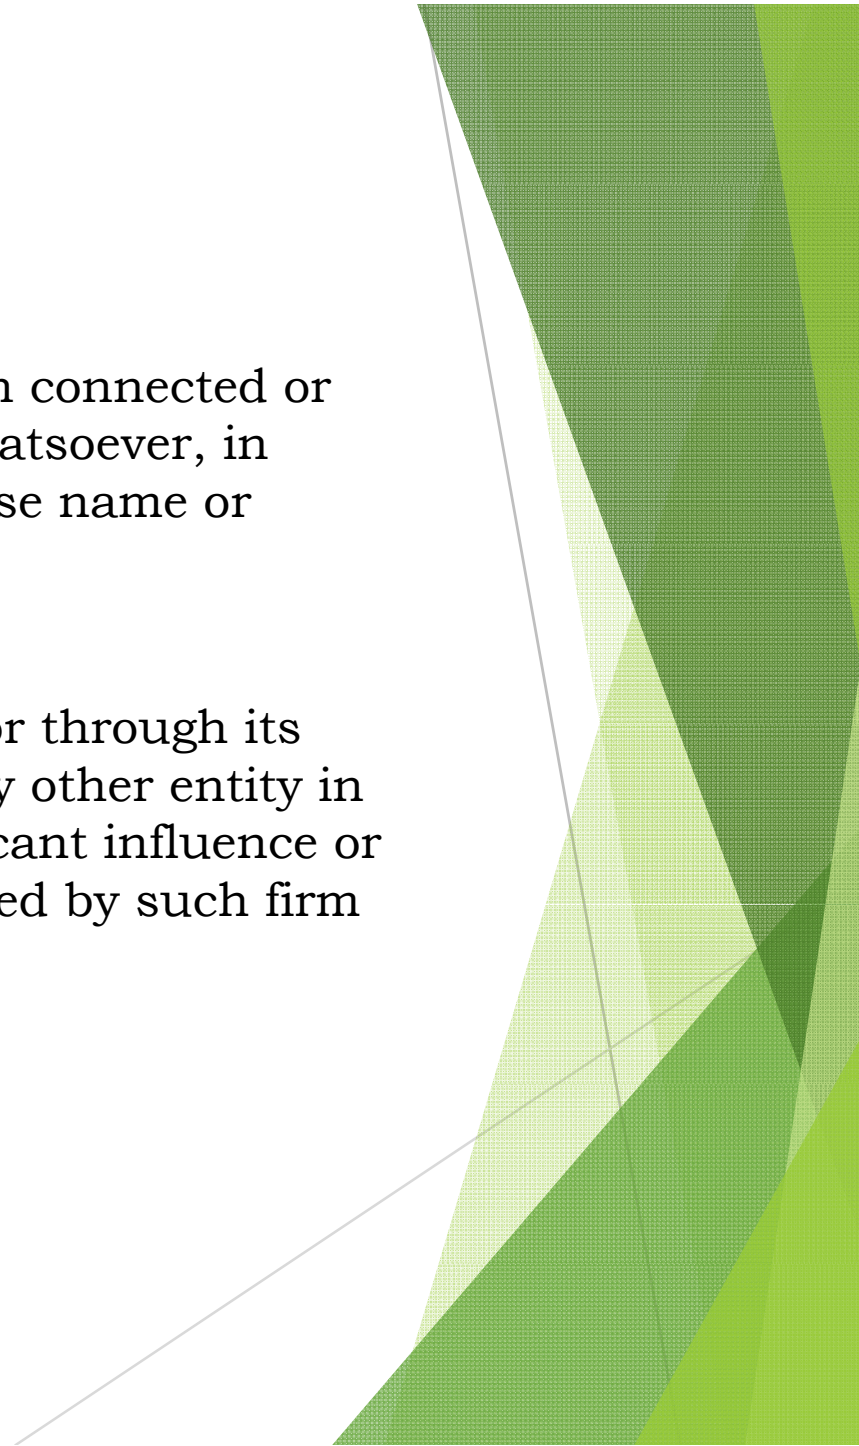 n connected or
atsoever, in
se name or
or through its
y other entity in
cant influence or
ed by such firm